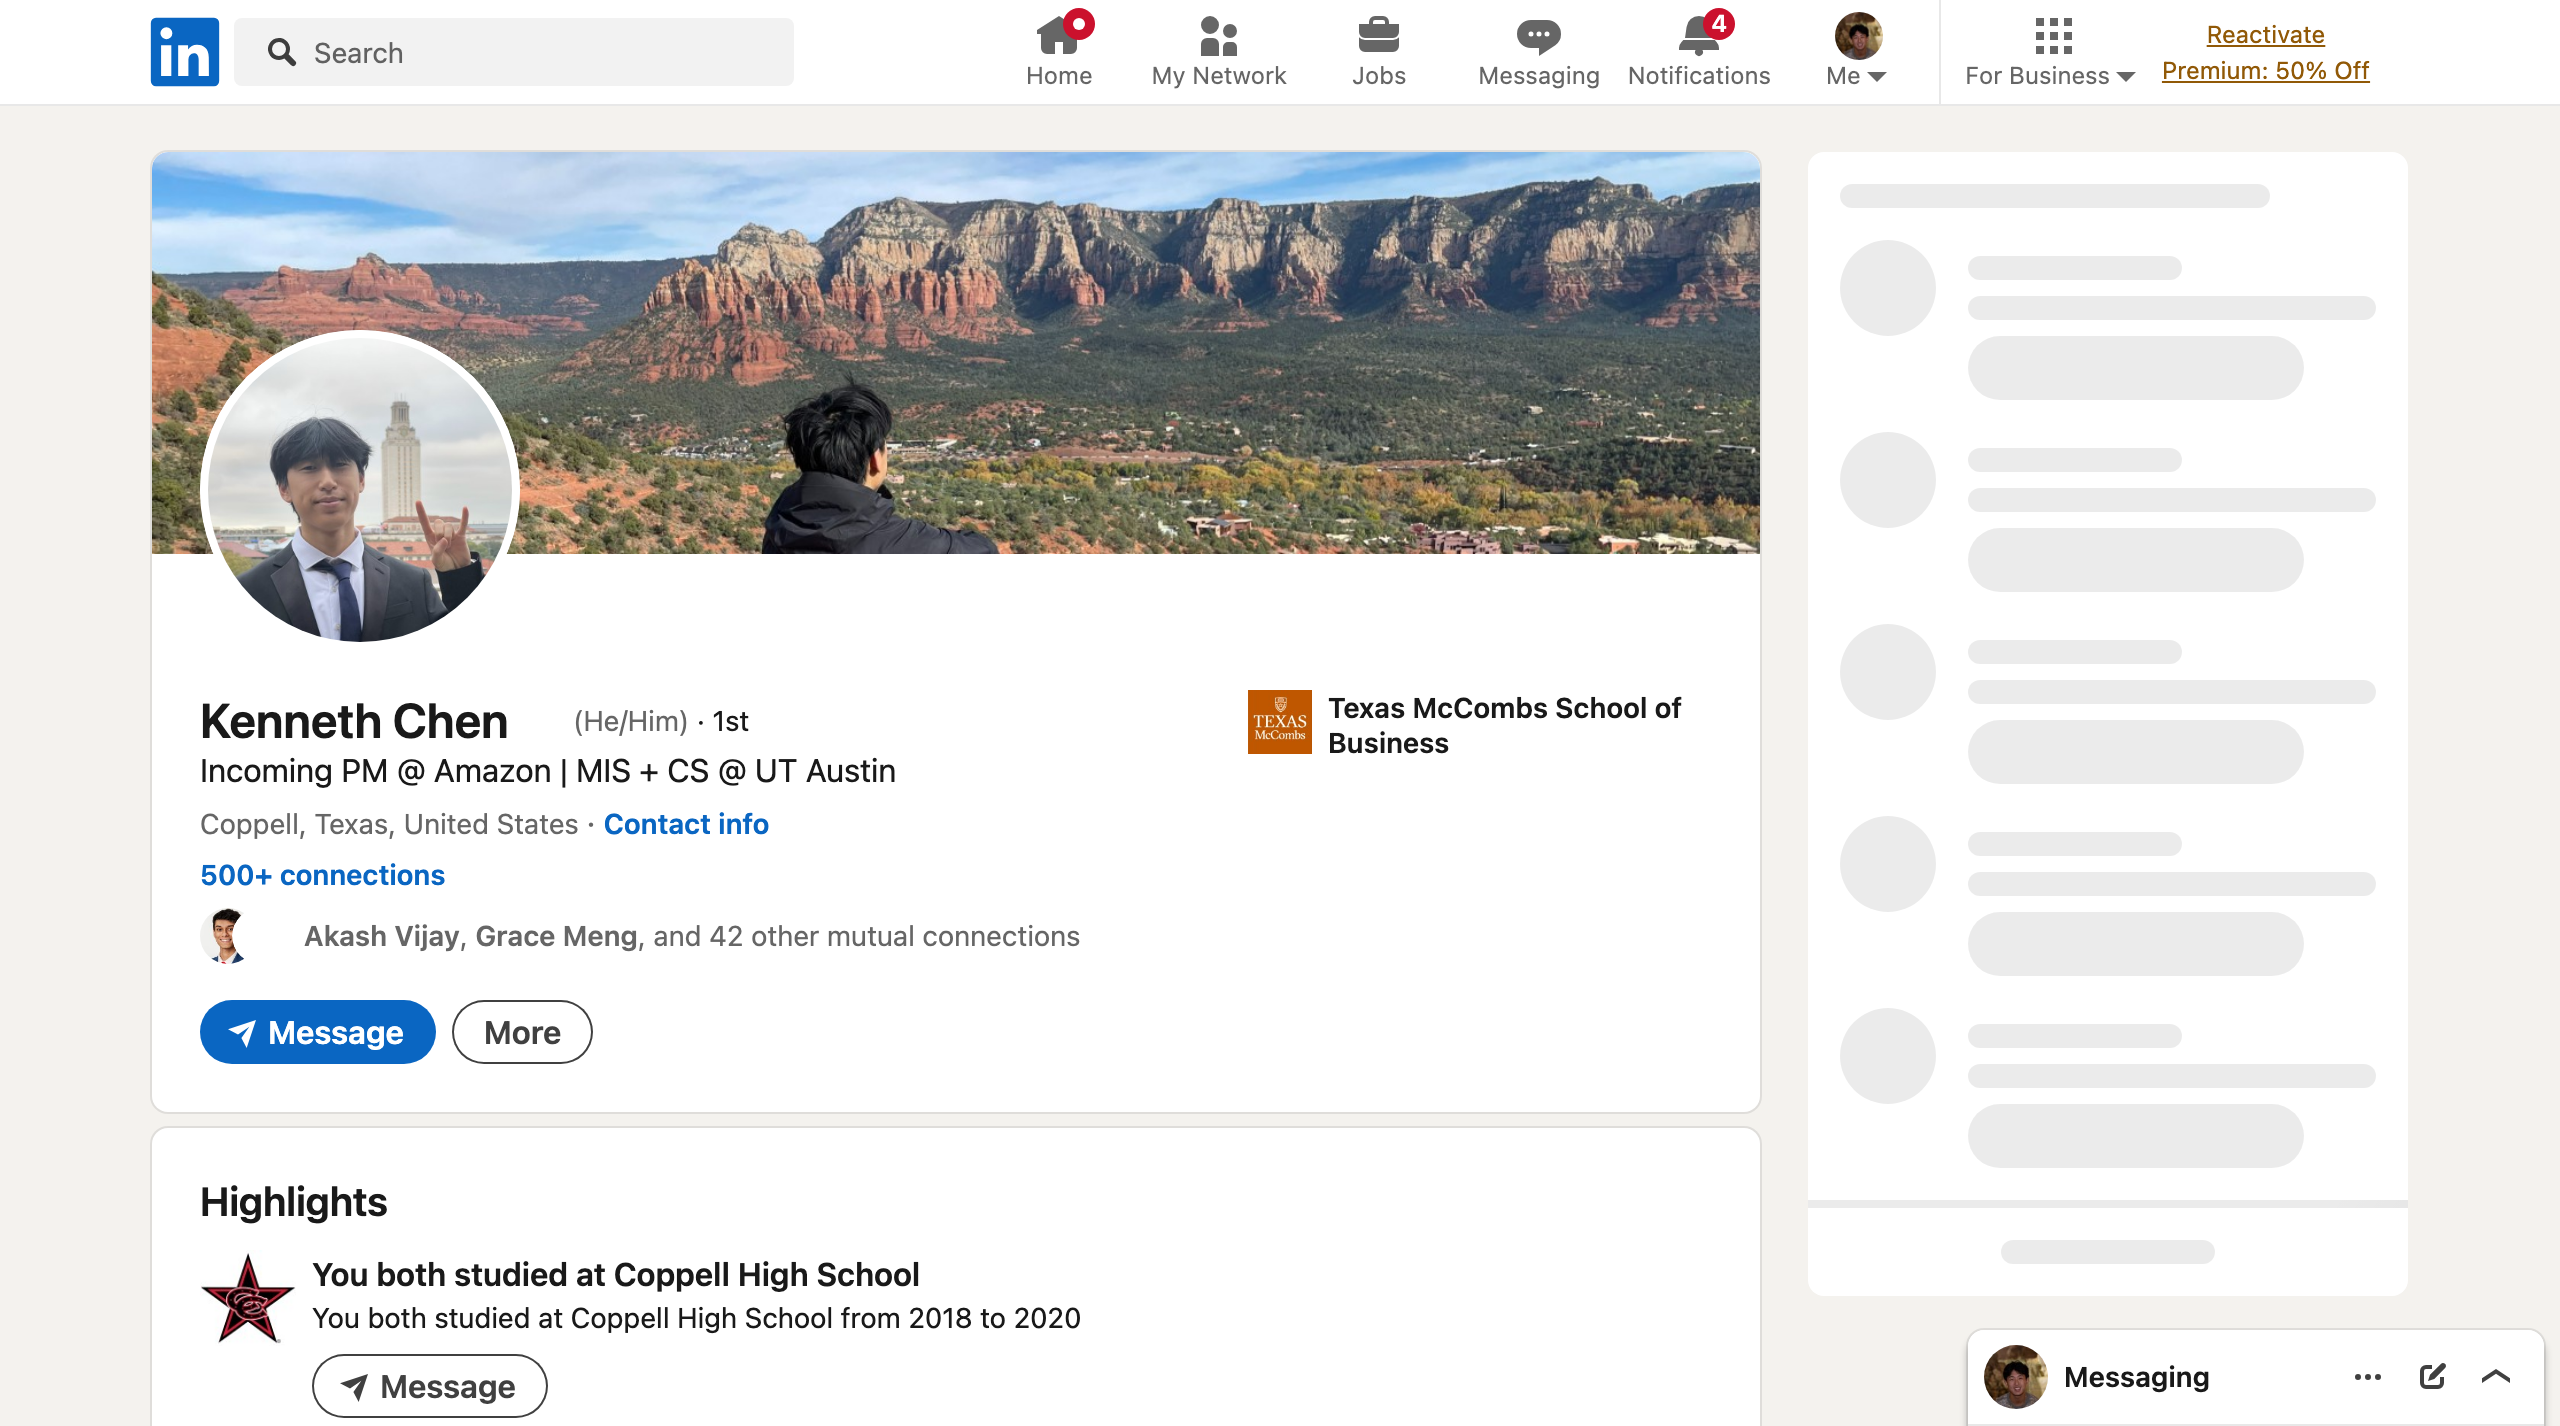 in
Search
Home
My Network
Jobs
Messaging
4
Notifications
Me
For Business
Reactivate
Premium: 50% Off
Kenneth Chen (He/Him) · 1st
Incoming PM @ Amazon | MIS + CS @ UT Austin
Coppell, Texas, United States · Contact info
500+ connections
Akash Vijay, Grace Meng, and 42 other mutual connections
Message
More
TEXAS
McCombs
Texas McCombs School of
Business
Highlights
You both studied at Coppell High School
You both studied at Coppell High School from 2018 to 2020
Message
Messaging